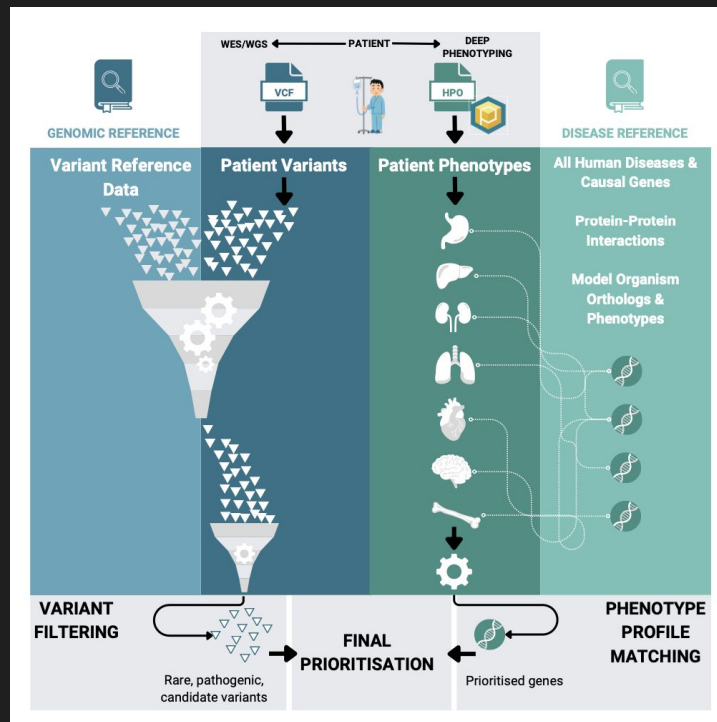 WES/WGS
PATIENT
DEEP
PHENOTYPING
VCF
HPO
GENOMIC REFERENCE
DISEASE REFERENCE
Variant Reference
Data
Patient Variants
Patient Phenotypes
All Human Diseases &
Causal Genes
Protein-Protein
Interactions
Model Organism
Orthologs &
Phenotypes
VARIANT
FILTERING
Rare, pathogenic,
candidate variants
FINAL
PRIORITISATION
Prioritised genes
PHENOTYPE
PROFILE
MATCHING